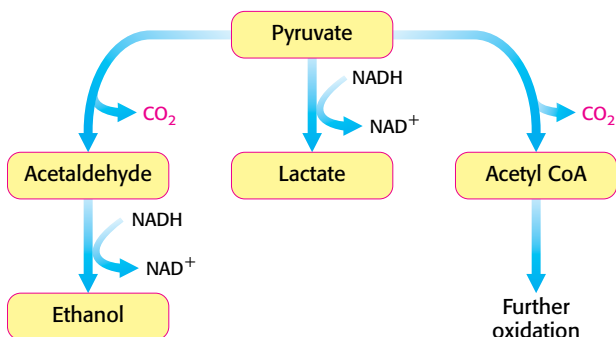 Pyruvate
NADH
CO₂
NAD⁺
CO₂
Acetaldehyde
Lactate
Acetyl CoA
NADH
NAD⁺
Ethanol
Further
oxidation